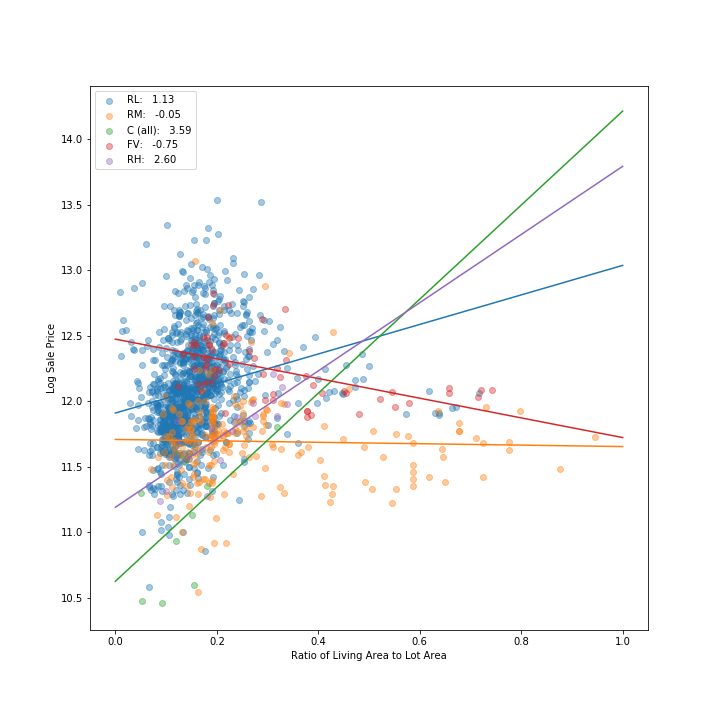 RL: 1.13
RM: -0.05
C (all): 3.59
FV: -0.75
RH: 2.60
14.0
13.5
13.0
12.5
12.0
11.5
11.0
10.5
Log Sale Price
0.0 0.2 0.4 0.6 0.8 1.0
Ratio of Living Area to Lot Area